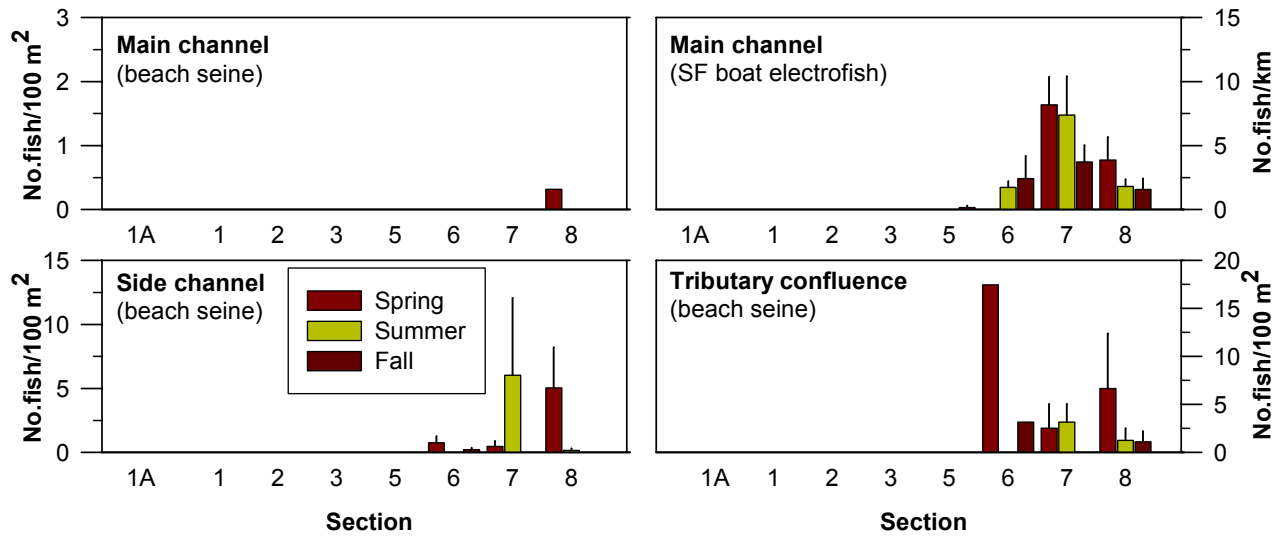 Main channel
(beach seine)
No.fish/100 m²
3
2
1
0
1A 1 2 3 5 6 7 8
Main channel
(SF boat electrofish)
15
10
5
0
No.fish/km
1A 1 2 3 5 6 7 8
Side channel
(beach seine)
No.fish/100 m²
15
10
5
0
Spring
Summer
Fall
1A 1 2 3 5 6 7 8
Section
Tributary confluence
(beach seine)
20
15
10
5
0
No.fish/100 m²
1A 1 2 3 5 6 7 8
Section